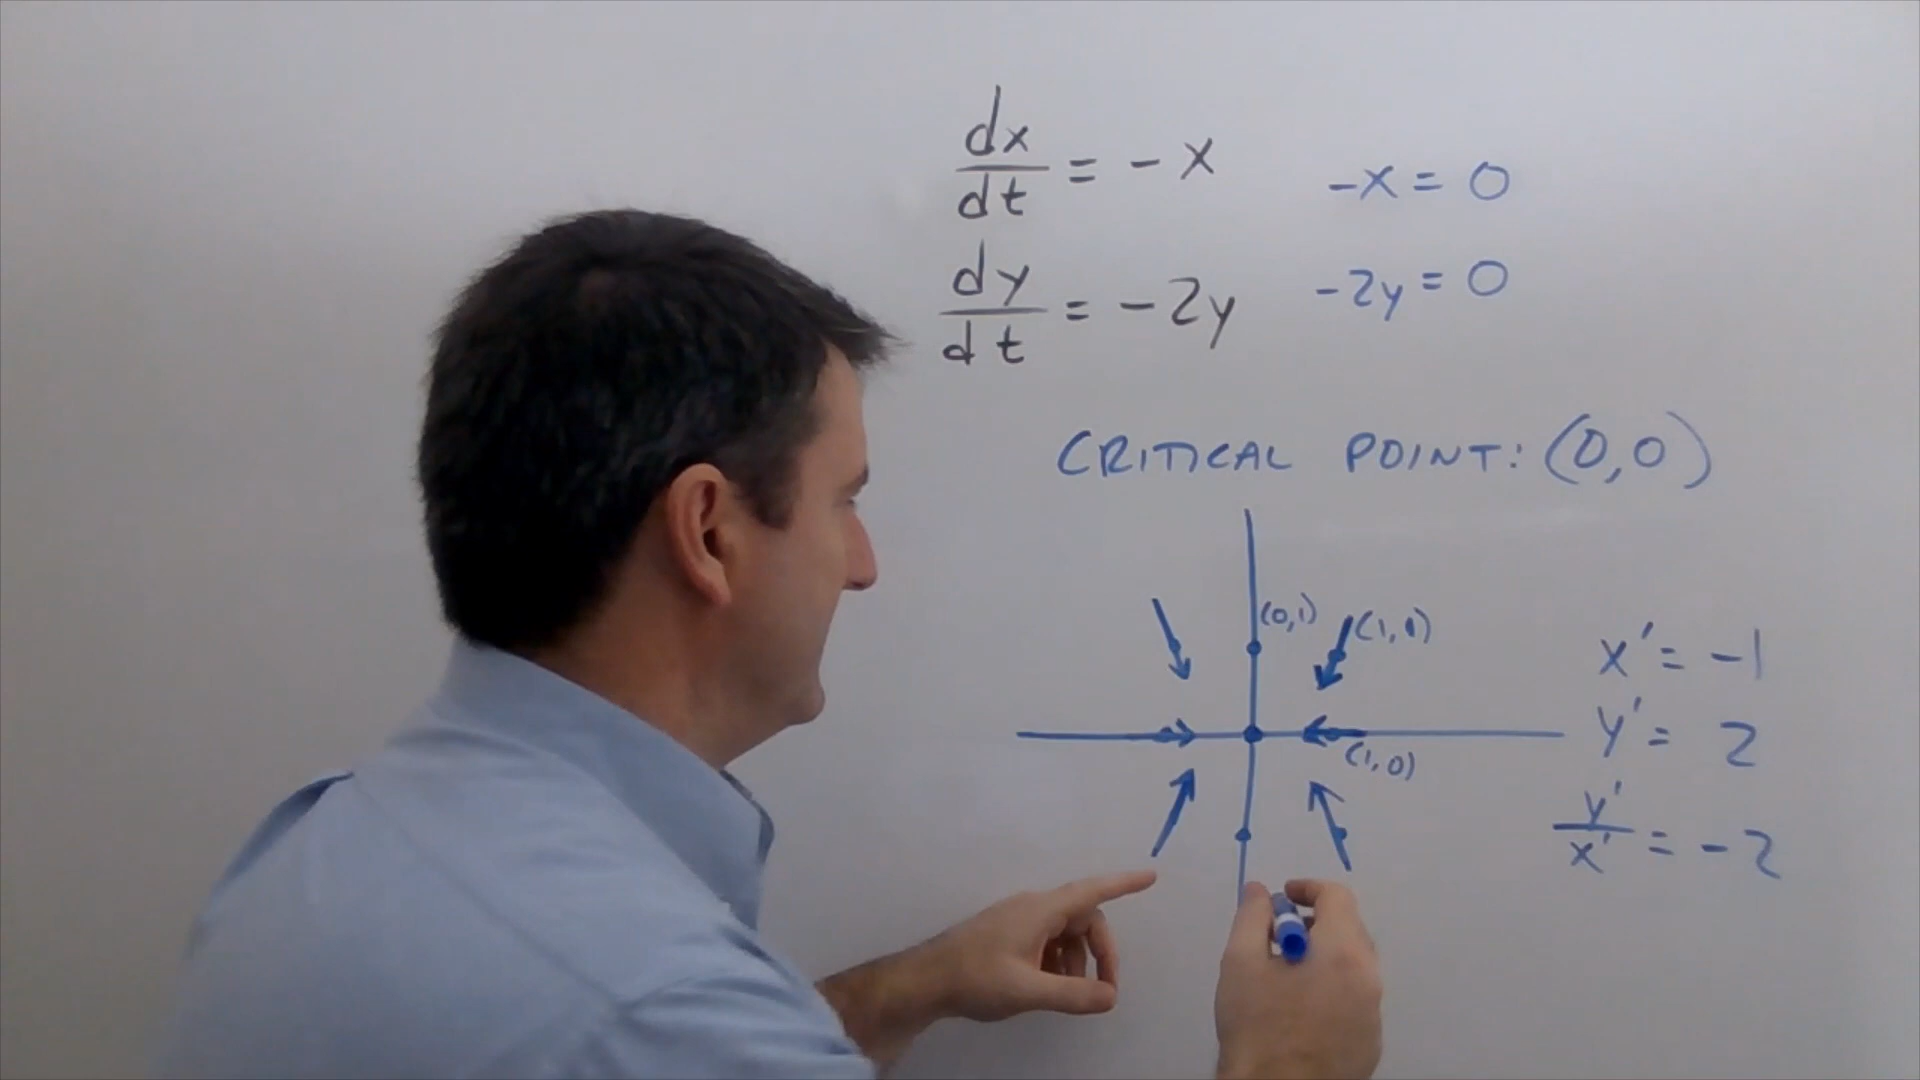 dx/dt = -x
-x = 0
dy/dt = -2y
-2y = 0
CRITICAL POINT: (0,0)
(0,1)
(1,1)
(1,0)
x' = -1
y' = 2
y'/x' = -2